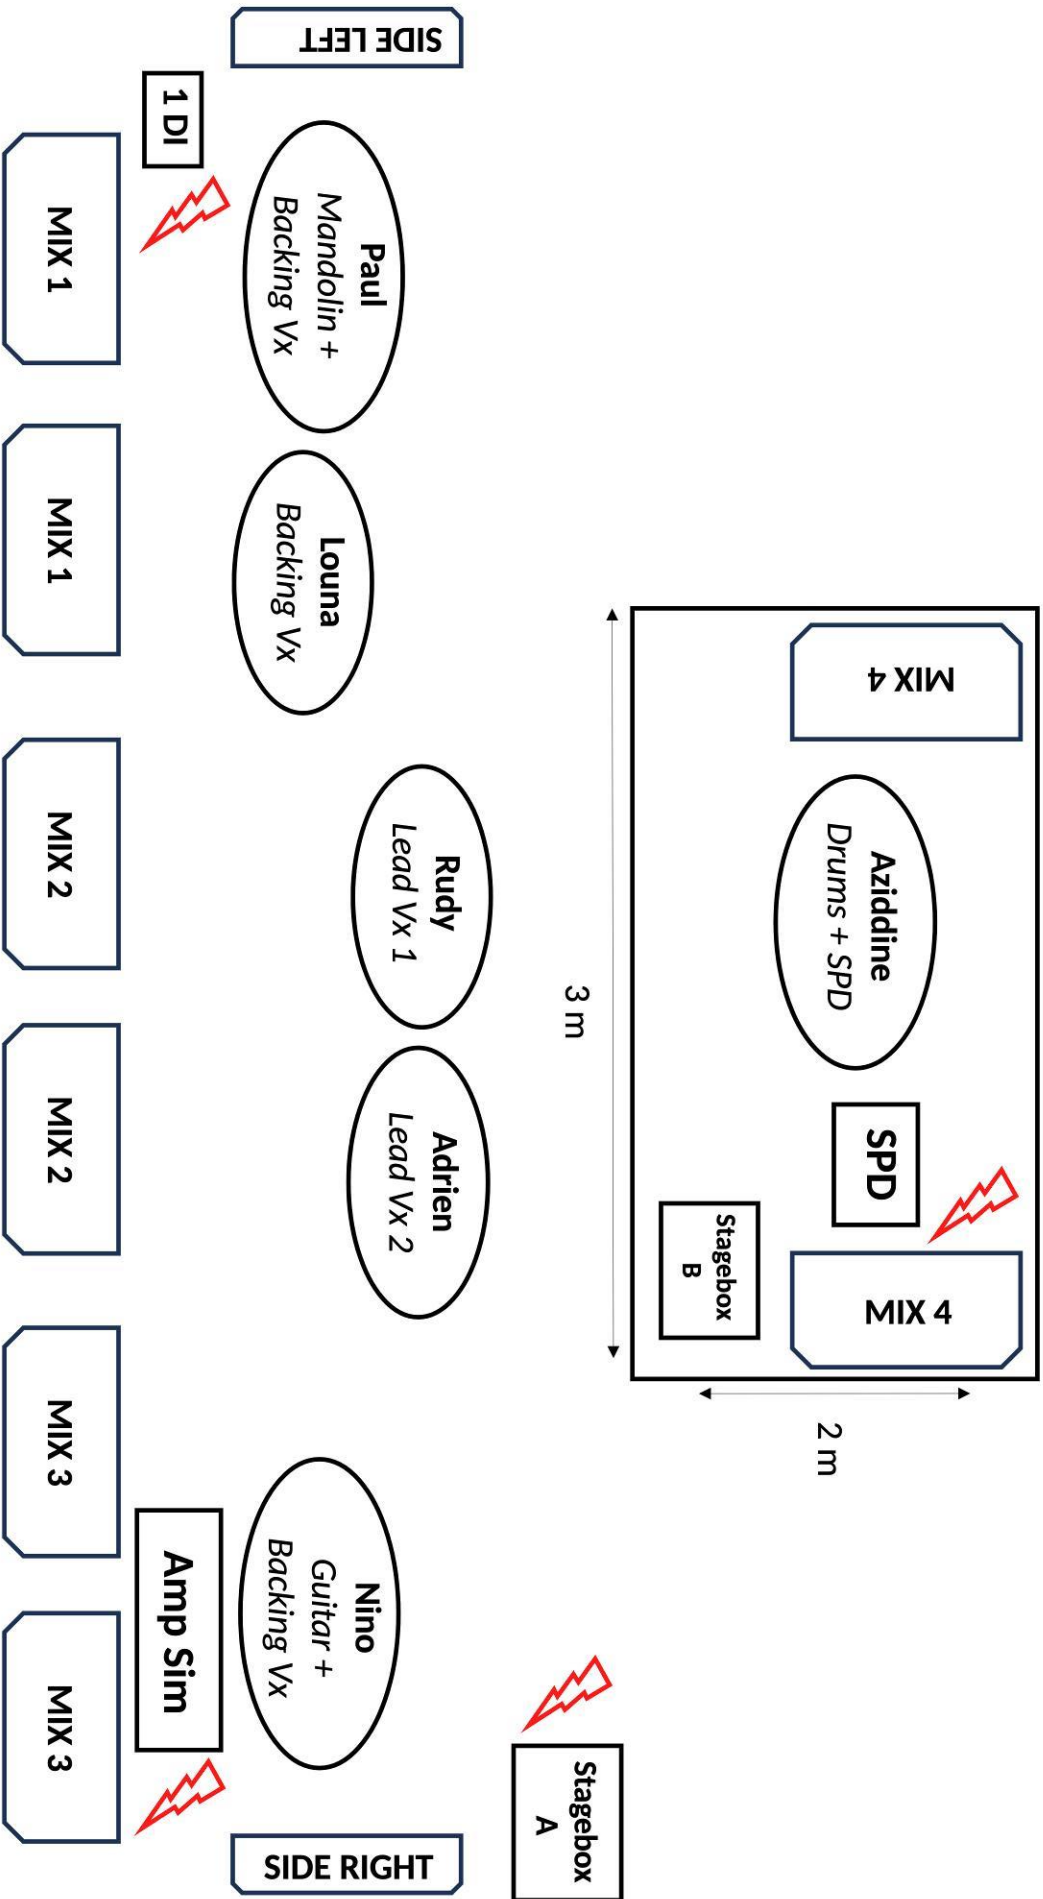 MIX 4
Aziddine
Drums + SPD
SPD
MIX 4
Stagebox
B
2 m
3 m
Stagebox
A
SIDE LEFT
Paul
Mandolin +
Backing Vx
Louna
Backing Vx
Rudy
Lead Vx 1
Adrien
Lead Vx 2
Nino
Guitar +
Backing Vx
SIDE RIGHT
1 DI
Amp Sim
MIX 1
MIX 1
MIX 2
MIX 2
MIX 3
MIX 3